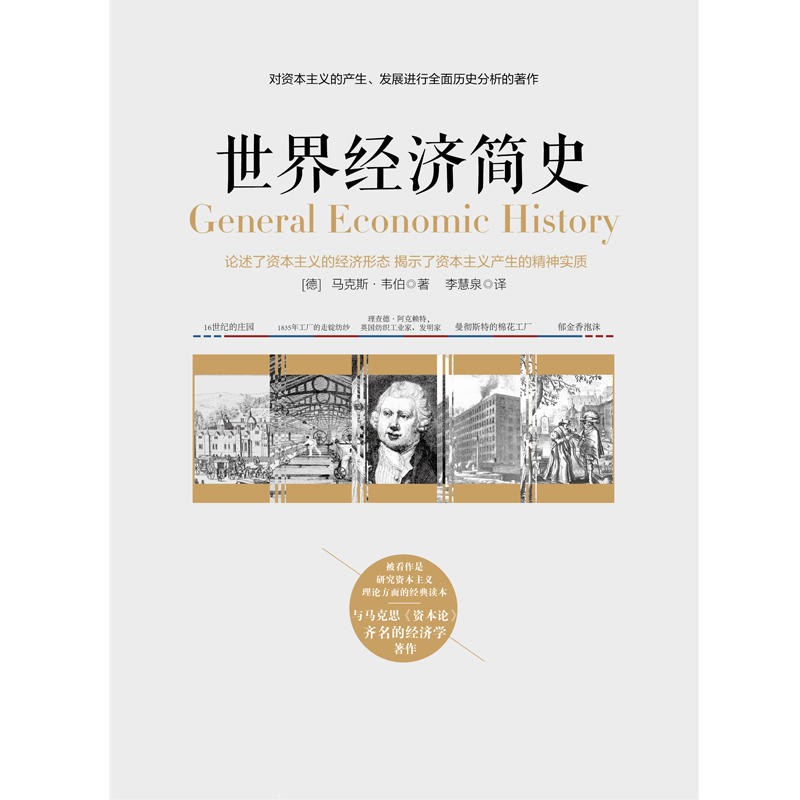 对资本主义的产生、发展进行全面历史分析的著作
世界经济简史
General Economic History
论述了资本主义的经济形态 揭示了资本主义产生的精神实质
[德] 马克斯·韦伯◎著 李慧泉◎译
16世纪的庄园
1835年工厂的走锭纺纱
理查德·阿克赖特，
英国纺织工业家、发明家
曼彻斯特的棉花工厂
郁金香泡沫
被看作是
研究资本主义
理论方面的经典读本
与马克思《资本论》
齐名的经济学
著作